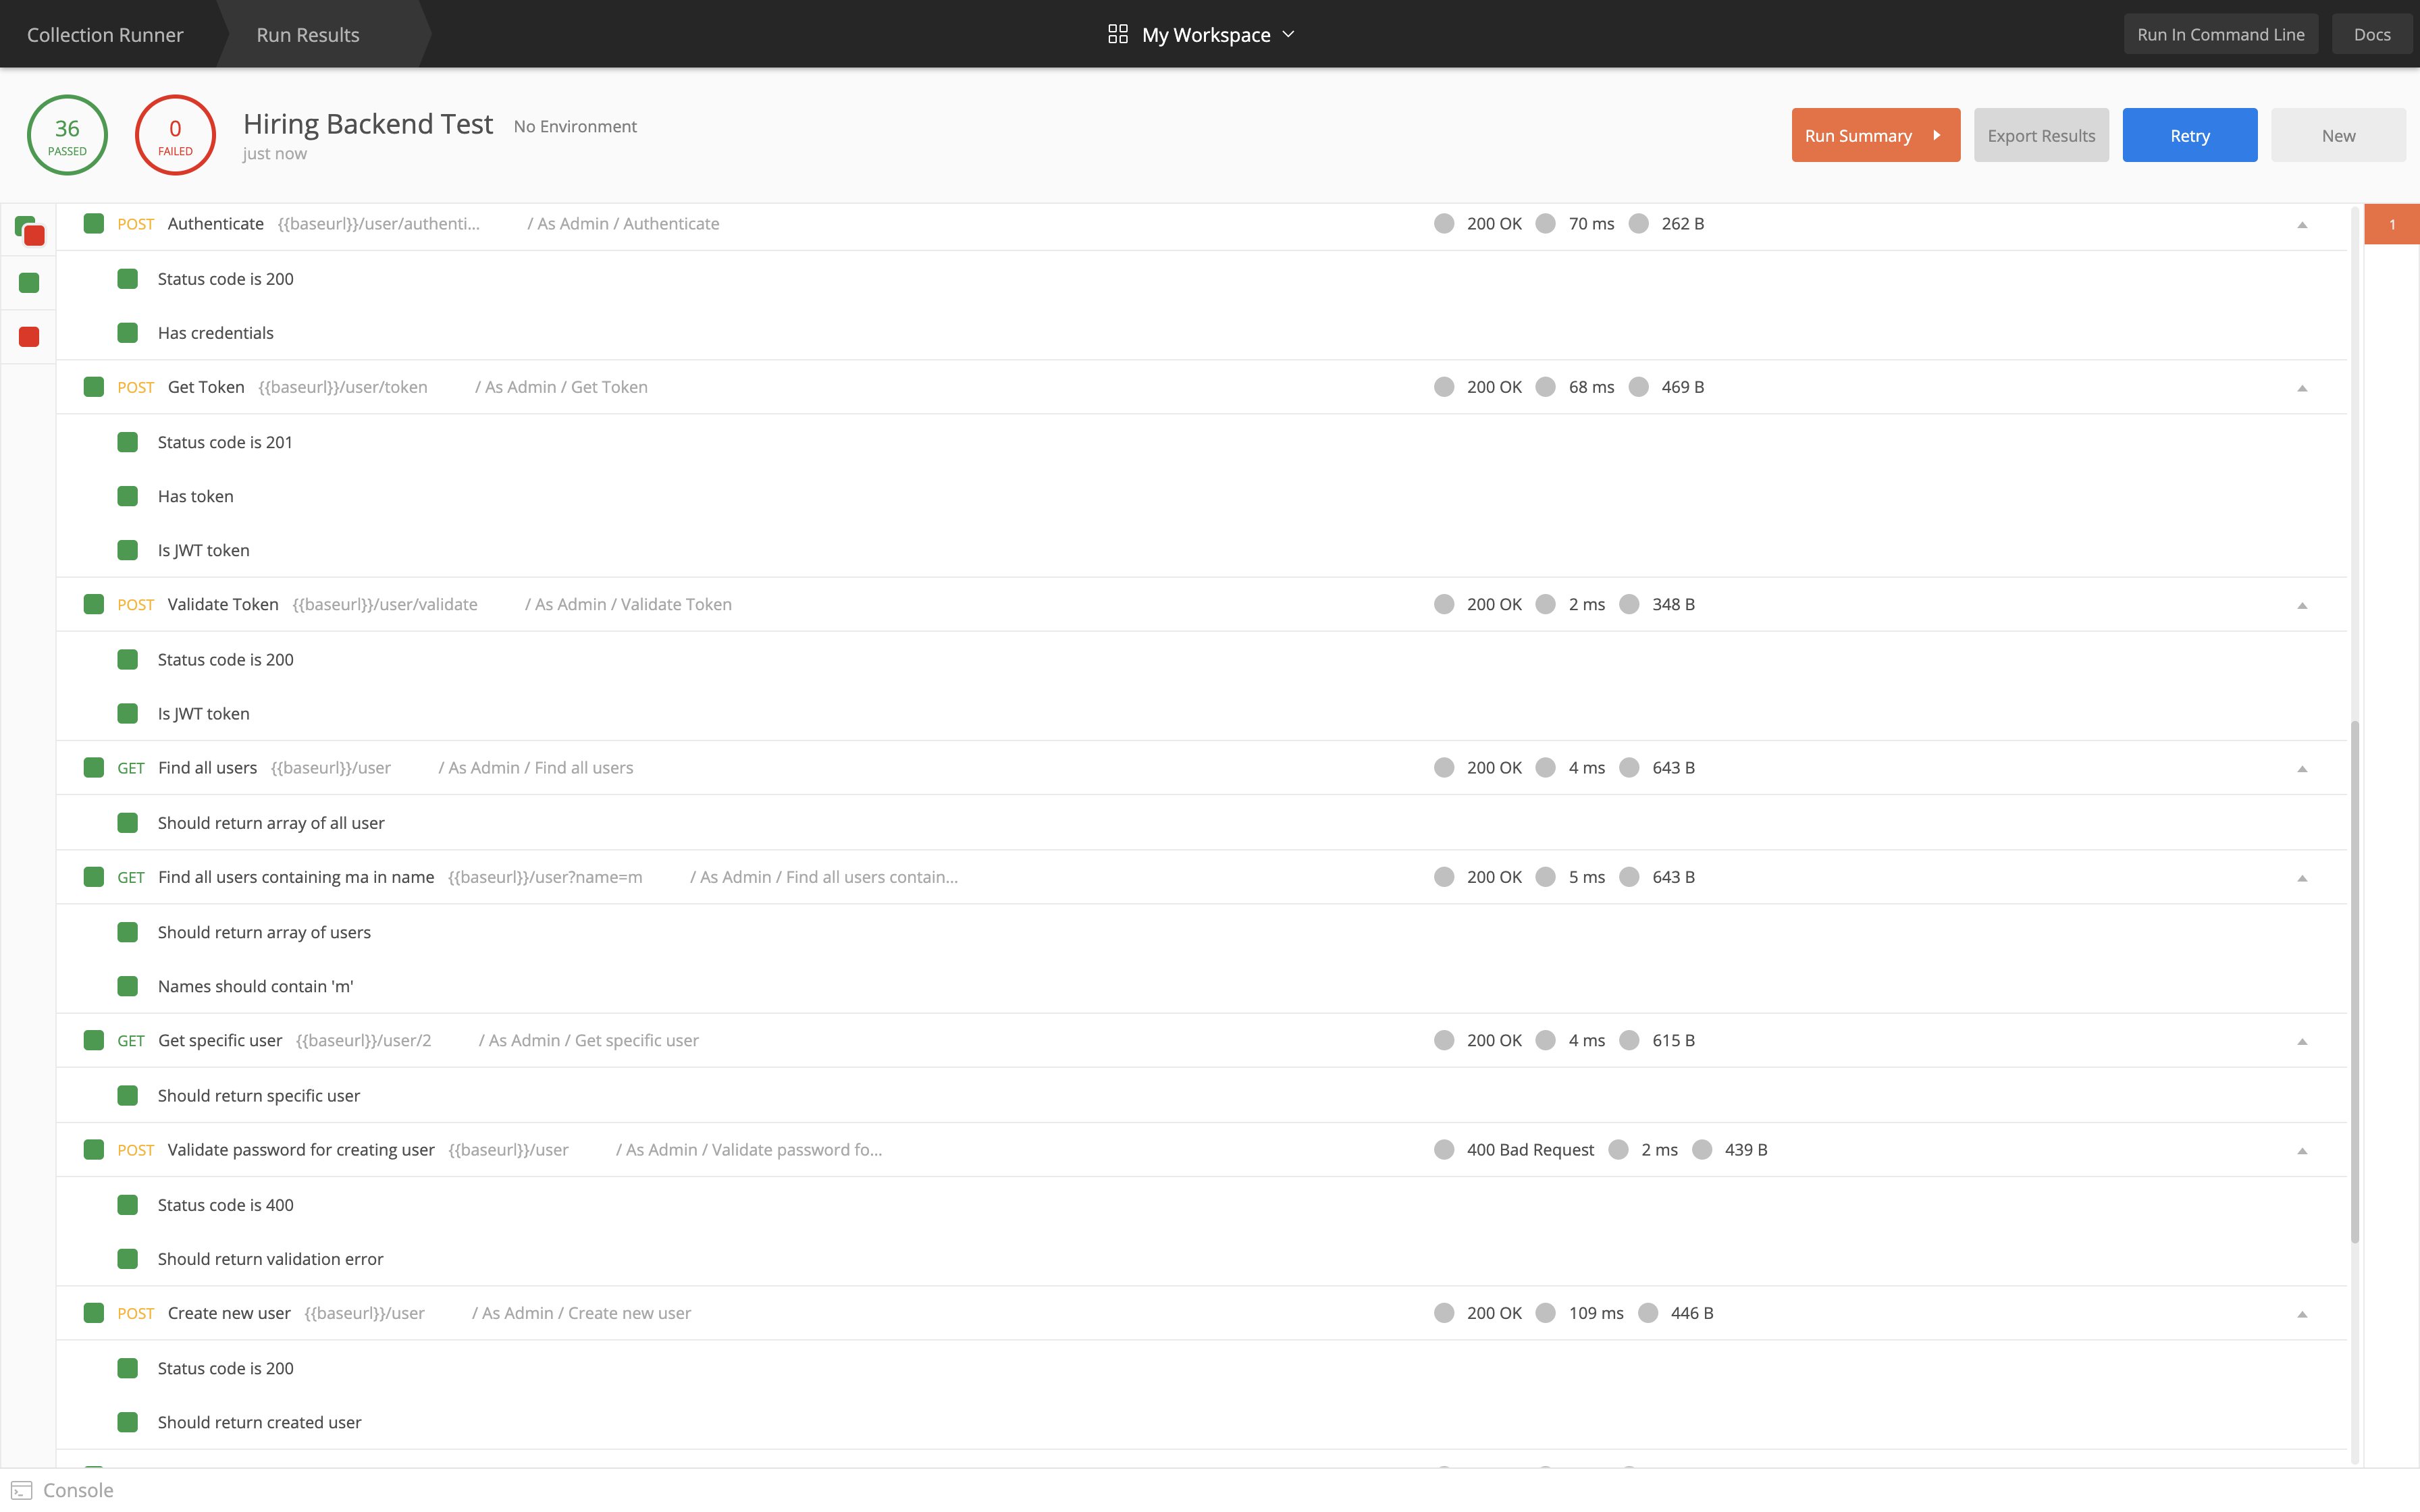 Collection Runner Run Results My Workspace Run In Command Line Docs
36 PASSED 0 FAILED Hiring Backend Test No Environment just now Run Summary Export Results Retry New
POST Authenticate {{baseurl}}/user/authenti... / As Admin / Authenticate 200 OK 70 ms 262 B 1
Status code is 200
Has credentials
POST Get Token {{baseurl}}/user/token / As Admin / Get Token 200 OK 68 ms 469 B
Status code is 201
Has token
Is JWT token
POST Validate Token {{baseurl}}/user/validate / As Admin / Validate Token 200 OK 2 ms 348 B
Status code is 200
Is JWT token
GET Find all users {{baseurl}}/user / As Admin / Find all users 200 OK 4 ms 643 B
Should return array of all user
GET Find all users containing ma in name {{baseurl}}/user?name=m / As Admin / Find all users contain... 200 OK 5 ms 643 B
Should return array of users
Names should contain 'm'
GET Get specific user {{baseurl}}/user/2 / As Admin / Get specific user 200 OK 4 ms 615 B
Should return specific user
POST Validate password for creating user {{baseurl}}/user / As Admin / Validate password fo... 400 Bad Request 2 ms 439 B
Status code is 400
Should return validation error
POST Create new user {{baseurl}}/user / As Admin / Create new user 200 OK 109 ms 446 B
Status code is 200
Should return created user
Console